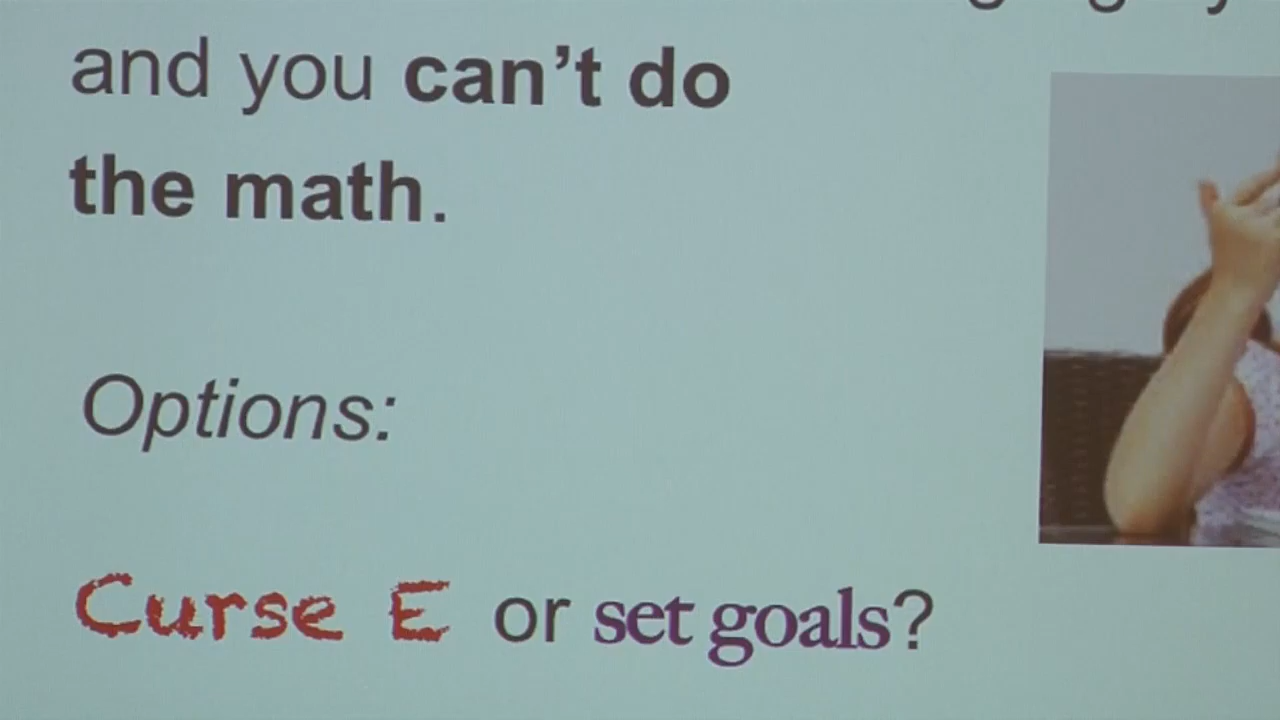 and you can't do
the math.
Options:
Curse E or set goals?